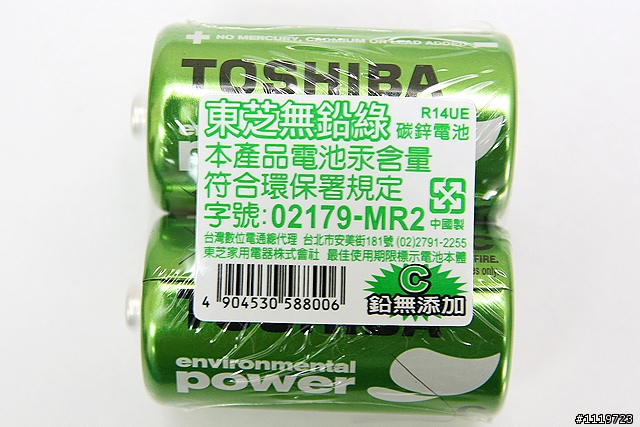 + NO MERCURY, CADMIUM OR LEAD ADDED −
TOSHIBA
東芝無鉛綠 R14UE
碳鋅電池
本產品電池汞含量
符合環保署規定
字號:02179-MR2 中國製
台灣數位電通總代理 台北市安美街181號 (02)2791-2255
東芝家用電器株式會社 最佳使用期限標示電池本體
FIRE.
es only.
C
鉛無添加
4 904530 588006
environmental
power
C
#1119723